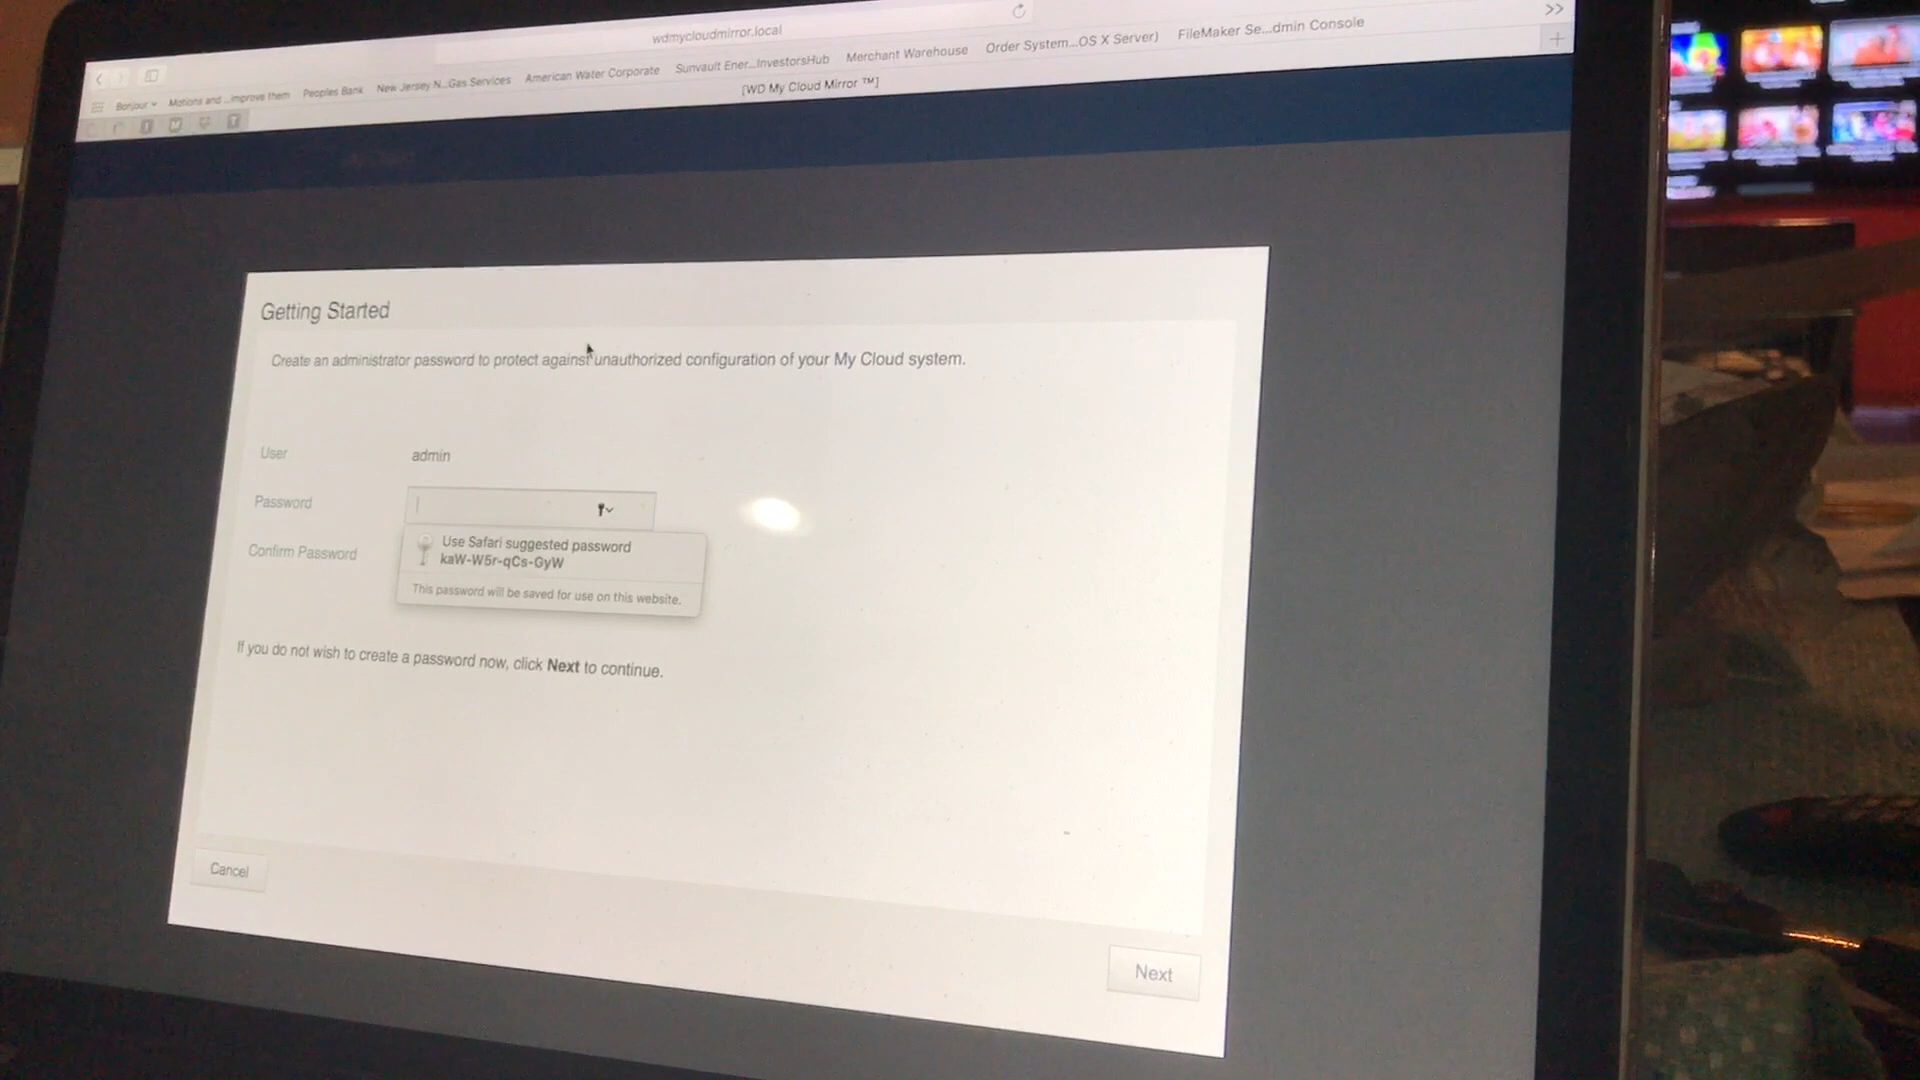 wdmycloudmirror.local
>>
Bonjour Motions and ...improve them Peoples Bank New Jersey N...Gas Services American Water Corporate Sunvault Ener...InvestorsHub Merchant Warehouse Order System...OS X Server) FileMaker Se...dmin Console
[WD My Cloud Mirror ™]
Getting Started
Create an administrator password to protect against unauthorized configuration of your My Cloud system.
User admin
Password
Use Safari suggested password
kaW-W5r-qCs-GyW
Confirm Password
This password will be saved for use on this website.
If you do not wish to create a password now, click Next to continue.
Cancel
Next